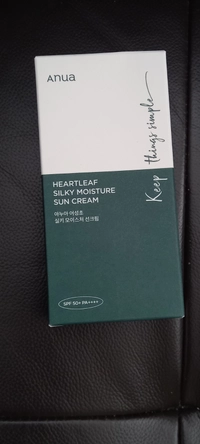 ANUA
Keep things simple
HEARTLEAF
SILKY MOISTURE
SUN CREAM
아누아 어성초
실키 모이스처 선크림
SPF 50+ PA++++